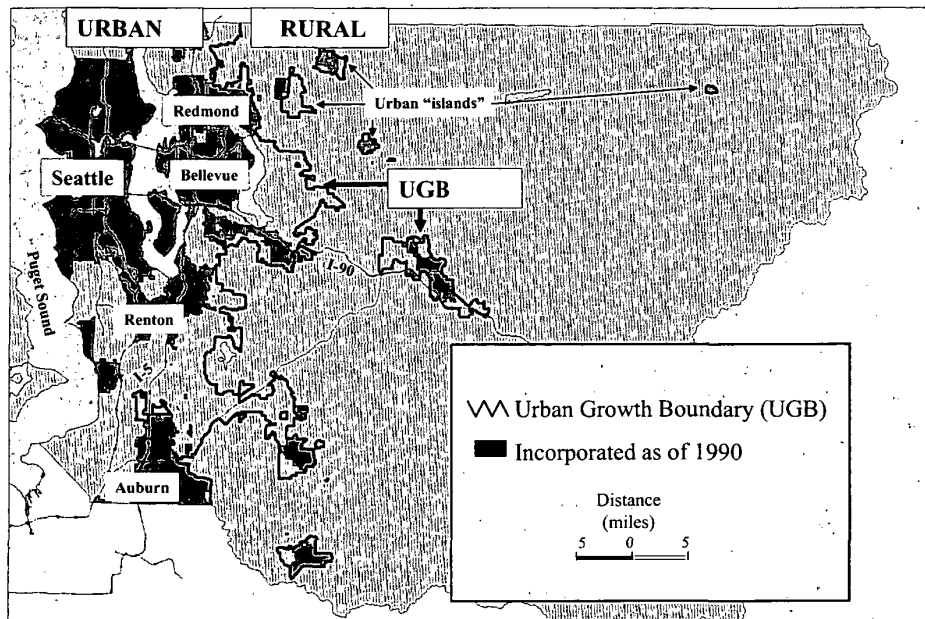 URBAN
RURAL
Redmond
Urban “islands”
Seattle
Bellevue
UGB
I-90
Puget Sound
Renton
I-5
Auburn
Urban Growth Boundary (UGB)
Incorporated as of 1990
Distance
(miles)
5 0 5